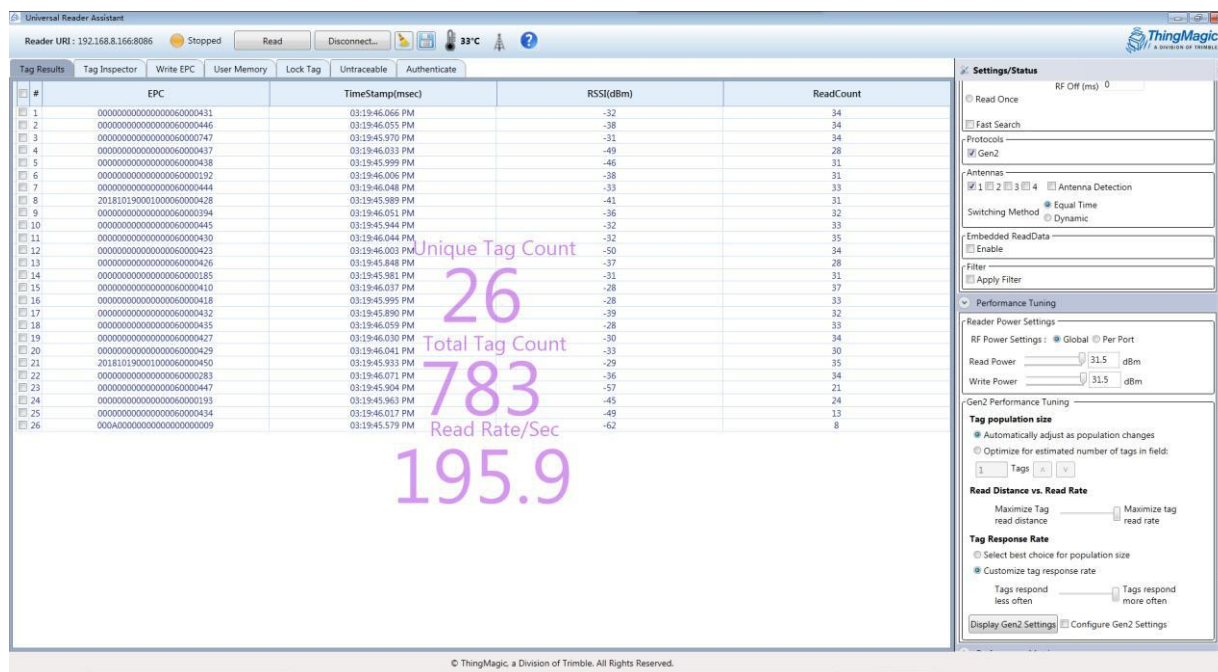 Universal Reader Assistant
Reader URI : 192.168.8.166:8086 Stopped Read Disconnect... 33°C
ThingMagic
A DIVISION OF TRIMBLE
Tag Results Tag Inspector Write EPC User Memory Lock Tag Untraceable Authenticate
# EPC TimeStamp(msec) RSSI(dBm) ReadCount
1 000000000000000060000431 03:19:46.066 PM -32 34
2 000000000000000060000446 03:19:46.055 PM -38 34
3 000000000000000060000747 03:19:45.970 PM -31 34
4 000000000000000060000437 03:19:46.033 PM -49 28
5 000000000000000060000438 03:19:45.999 PM -46 31
6 000000000000000060000192 03:19:46.006 PM -38 31
7 000000000000000060000444 03:19:46.048 PM -33 33
8 201810190001000060000428 03:19:45.989 PM -41 31
9 000000000000000060000394 03:19:46.051 PM -36 32
10 000000000000000060000445 03:19:45.944 PM -32 33
11 000000000000000060000430 03:19:46.044 PM -32 35
12 000000000000000060000423 03:19:46.003 PM -50 34
13 000000000000000060000426 03:19:45.848 PM -37 28
14 000000000000000060000185 03:19:45.981 PM -31 31
15 000000000000000060000410 03:19:46.037 PM -28 37
16 000000000000000060000418 03:19:45.995 PM -28 33
17 000000000000000060000432 03:19:45.890 PM -39 32
18 000000000000000060000435 03:19:46.059 PM -28 33
19 000000000000000060000427 03:19:46.030 PM -30 34
20 000000000000000060000429 03:19:46.041 PM -33 30
21 201810190001000060000450 03:19:45.933 PM -29 35
22 000000000000000060000283 03:19:46.071 PM -36 34
23 000000000000000060000447 03:19:45.904 PM -57 21
24 000000000000000060000193 03:19:45.963 PM -45 24
25 000000000000000060000434 03:19:46.017 PM -49 13
26 000A00000000000000000009 03:19:45.579 PM -62 8
Unique Tag Count
26
Total Tag Count
783
Read Rate/Sec
195.9
Settings/Status
RF Off (ms) 0
Read Once
Fast Search
Protocols
Gen2
Antennas
1 2 3 4 Antenna Detection
Switching Method Equal Time
Dynamic
Embedded ReadData
Enable
Filter
Apply Filter
Performance Tuning
Reader Power Settings
RF Power Settings : Global Per Port
Read Power 31.5 dBm
Write Power 31.5 dBm
Gen2 Performance Tuning
Tag population size
Automatically adjust as population changes
Optimize for estimated number of tags in field:
1 Tags
Read Distance vs. Read Rate
Maximize Tag read distance Maximize tag read rate
Tag Response Rate
Select best choice for population size
Customize tag response rate
Tags respond less often Tags respond more often
Display Gen2 Settings Configure Gen2 Settings
© ThingMagic, a Division of Trimble. All Rights Reserved.